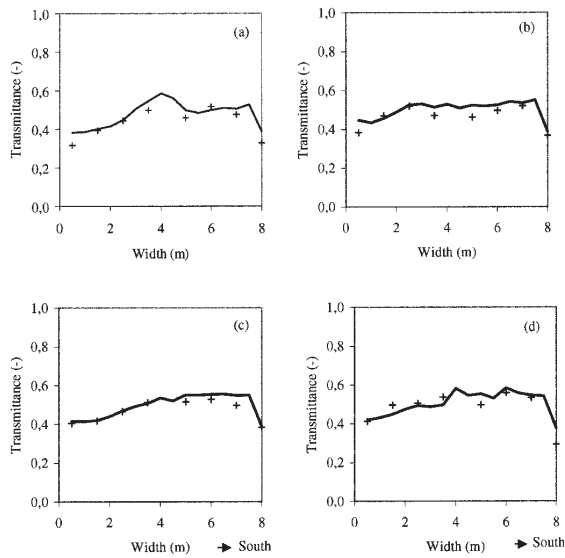 1,0
(a)
0,8
0,6
0,4
0,2
0,0
Transmittance (-)
0 2 4 6 8
Width (m)
1,0
(b)
0,8
0,6
0,4
0,2
0,0
Transmittance (-)
0 2 4 6 8
Width (m)
1,0
(c)
0,8
0,6
0,4
0,2
0,0
Transmittance (-)
0 2 4 6 8
Width (m)
South
1,0
(d)
0,8
0,6
0,4
0,2
0,0
Transmittance (-)
0 2 4 6 8
Width (m)
South